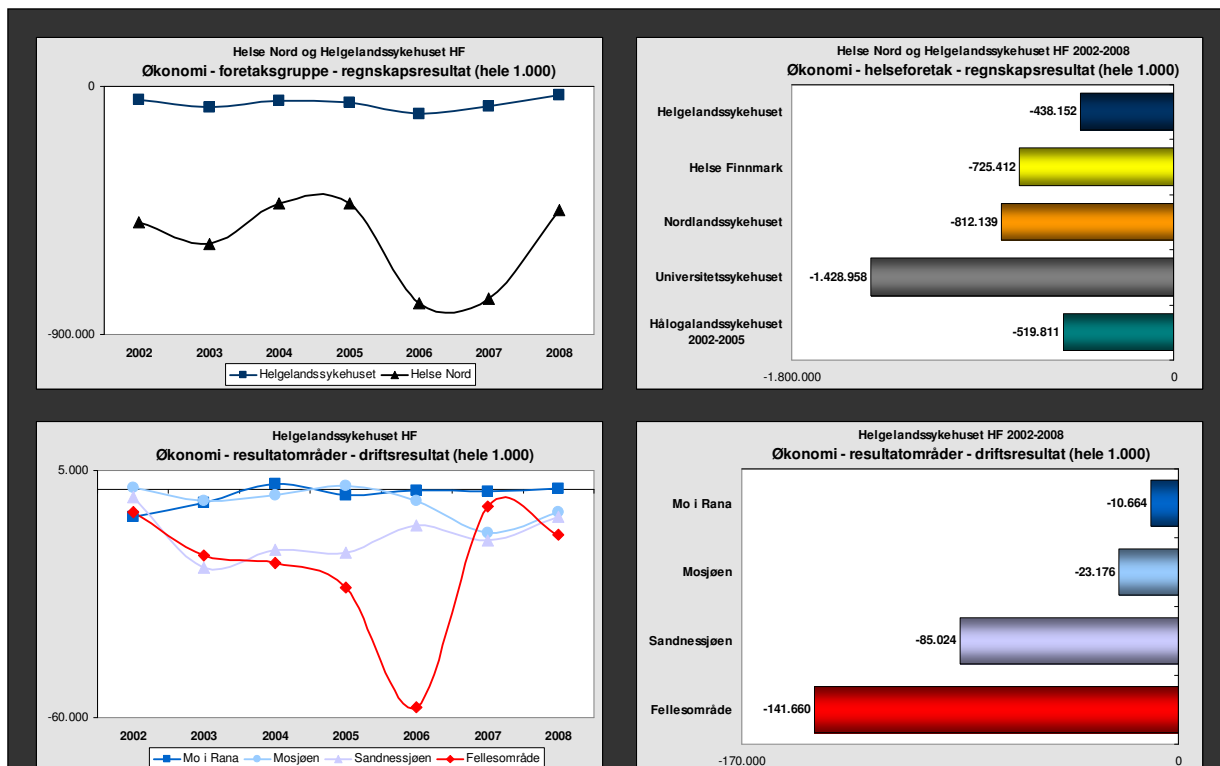 Helse Nord og Helgelandssykehuset HF
Økonomi - foretaksgruppe - regnskapsresultat (hele 1.000)
0
-900.000
2002 2003 2004 2005 2006 2007 2008
Helgelandssykehuset Helse Nord
Helse Nord og Helgelandssykehuset HF 2002-2008
Økonomi - helseforetak - regnskapsresultat (hele 1.000)
Helgelandssykehuset -438.152
Helse Finnmark -725.412
Nordlandssykehuset -812.139
Universitetssykehuset -1.428.958
Hålogalandssykehuset
2002-2005
-519.811
-1.800.000 0
Helgelandssykehuset HF
Økonomi - resultatområder - driftsresultat (hele 1.000)
5.000
-60.000
2002 2003 2004 2005 2006 2007 2008
Mo i Rana Mosjøen Sandnessjøen Fellesområde
Helgelandssykehuset HF 2002-2008
Økonomi - resultatområder - driftsresultat (hele 1.000)
Mo i Rana -10.664
Mosjøen -23.176
Sandnessjøen -85.024
Fellesområde -141.660
-170.000 0